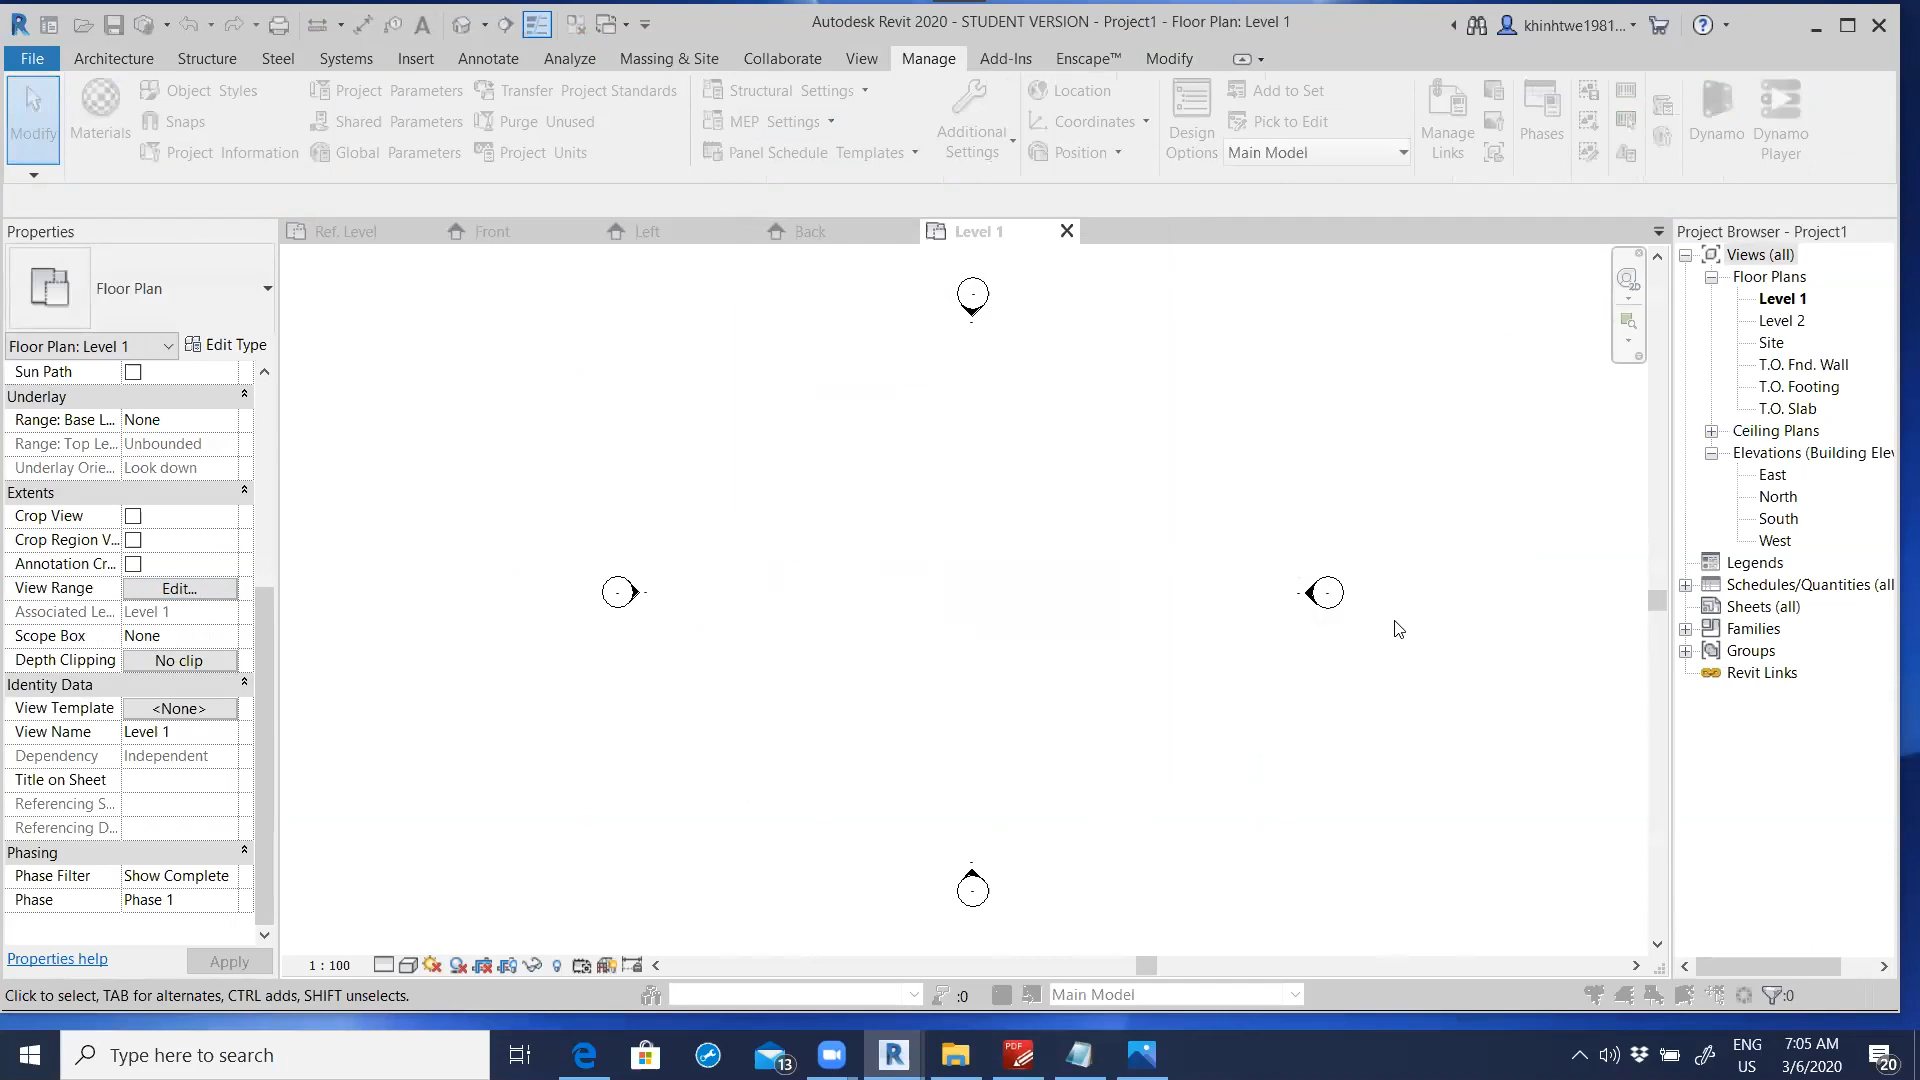 Autodesk Revit 2020 - STUDENT VERSION - Project1 - Floor Plan: Level 1
khinhtwe1981...
File Architecture Structure Steel Systems Insert Annotate Analyze Massing & Site Collaborate View Manage Add-Ins Enscape™ Modify
Modify
Materials
Object Styles
Snaps
Project Information
Project Parameters
Shared Parameters
Global Parameters
Transfer Project Standards
Purge Unused
Project Units
Structural Settings
MEP Settings
Panel Schedule Templates
Additional
Settings
Location
Coordinates
Position
Design
Options
Add to Set
Pick to Edit
Main Model
Manage
Links
Phases
Dynamo
Dynamo
Player
Properties
Ref. Level Front Left Back Level 1
Project Browser - Project1
Floor Plan
Floor Plan: Level 1 Edit Type
Sun Path
Underlay
Range: Base L... None
Range: Top Le... Unbounded
Underlay Orie... Look down
Extents
Crop View
Crop Region V...
Annotation Cr...
View Range Edit...
Associated Le... Level 1
Scope Box None
Depth Clipping No clip
Identity Data
View Template <None>
View Name Level 1
Dependency Independent
Title on Sheet
Referencing S...
Referencing D...
Phasing
Phase Filter Show Complete
Phase Phase 1
Properties help Apply
2D
Views (all)
Floor Plans
Level 1
Level 2
Site
T.O. Fnd. Wall
T.O. Footing
T.O. Slab
Ceiling Plans
Elevations (Building Elev
East
North
South
West
Legends
Schedules/Quantities (all
Sheets (all)
Families
Groups
Revit Links
1 : 100
Click to select, TAB for alternates, CTRL adds, SHIFT unselects.
:0
Main Model
:0
Type here to search
13
PDF
ENG
US
7:05 AM
3/6/2020
20